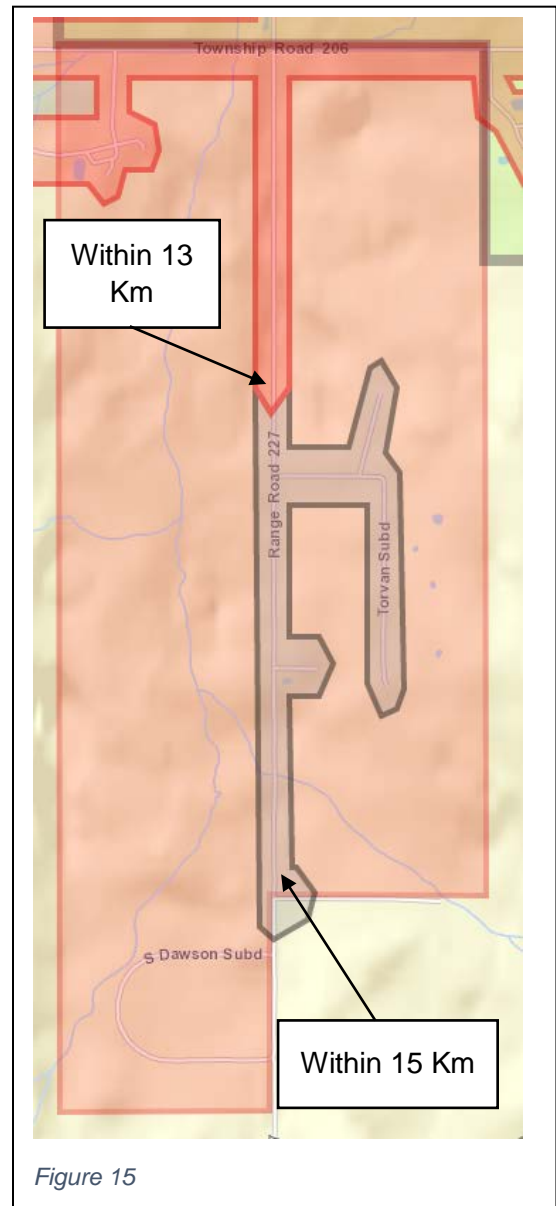 Township Road 206
Within 13
Km
Range Road 227
Torvan Subd
S Dawson Subd
Within 15 Km
Figure 15